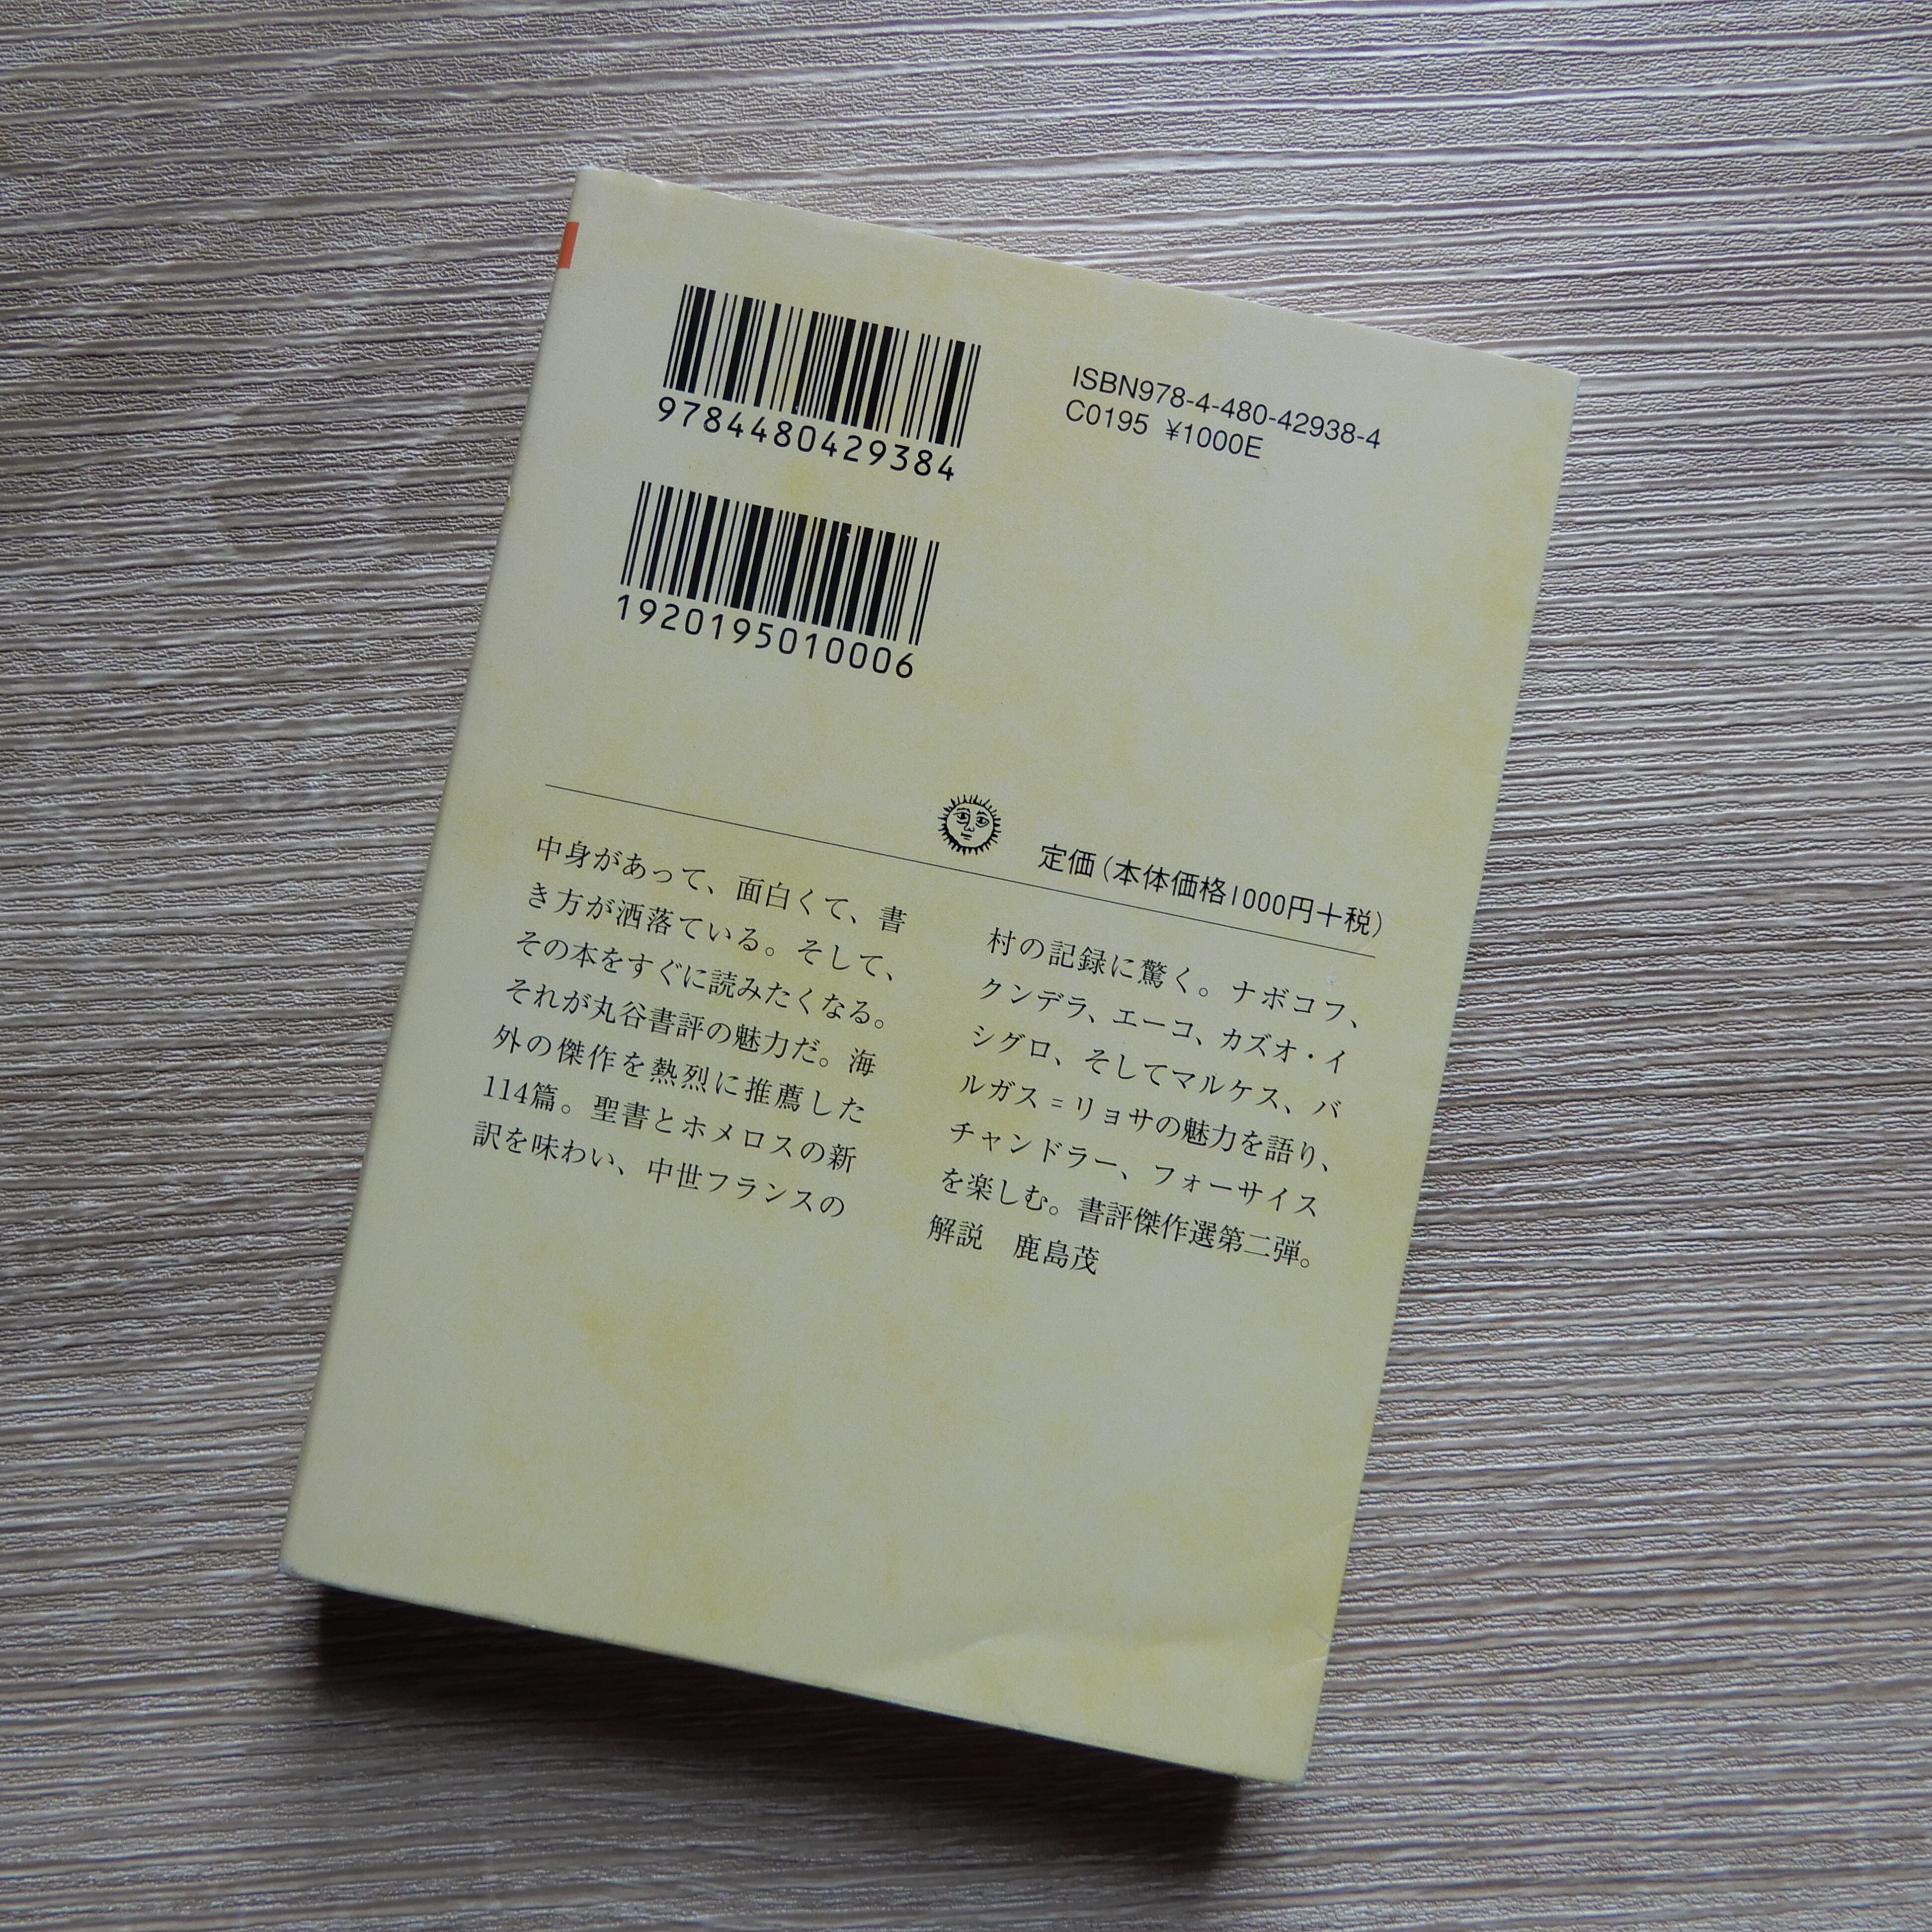 9784480429384
ISBN978-4-480-42938-4
C0195 ¥1000E
1920195010006
定価(本体価格1000円+税)
中身があって、面白くて、書
き方が洒落ている。そして、
その本をすぐに読みたくなる。
それが丸谷書評の魅力だ。海
外の傑作を熱烈に推薦した
114篇。聖書とホメロスの新
訳を味わい、中世フランスの
村の記録に驚く。ナボコフ、
クンデラ、エーコ、カズオ・イ
シグロ、そしてマルケス、バ
ルガス=リョサの魅力を語り、
チャンドラー、フォーサイス
を楽しむ。書評傑作選第二弾。
解説 鹿島茂